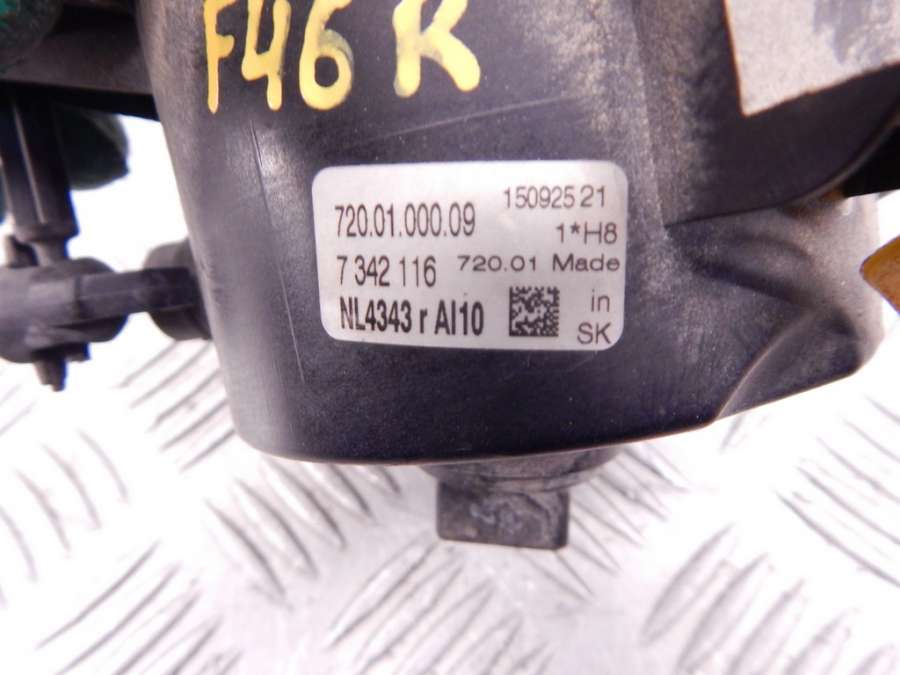 F46 R
720.01.000.09 150925 21
1*H8
7 342 116 720.01 Made
NL4343 r AI10 in
SK